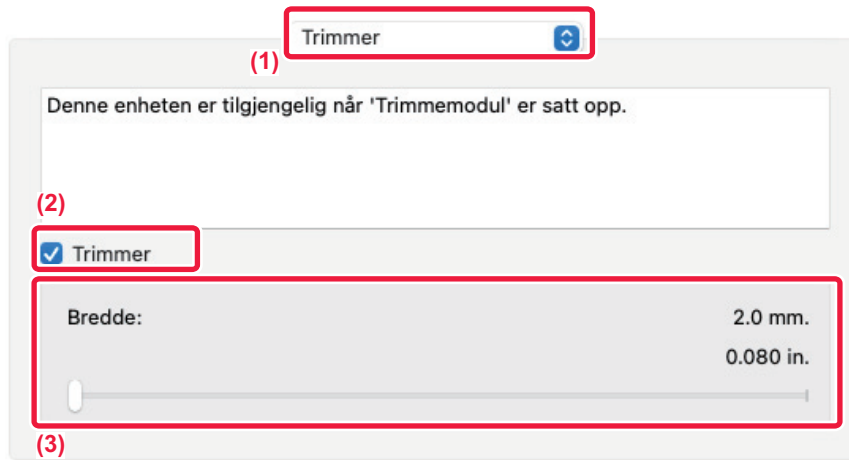 Trimmer
(1)
Denne enheten er tilgjengelig når 'Trimmemodul' er satt opp.
(2)
Trimmer
Bredde: 2.0 mm.
0.080 in.
(3)